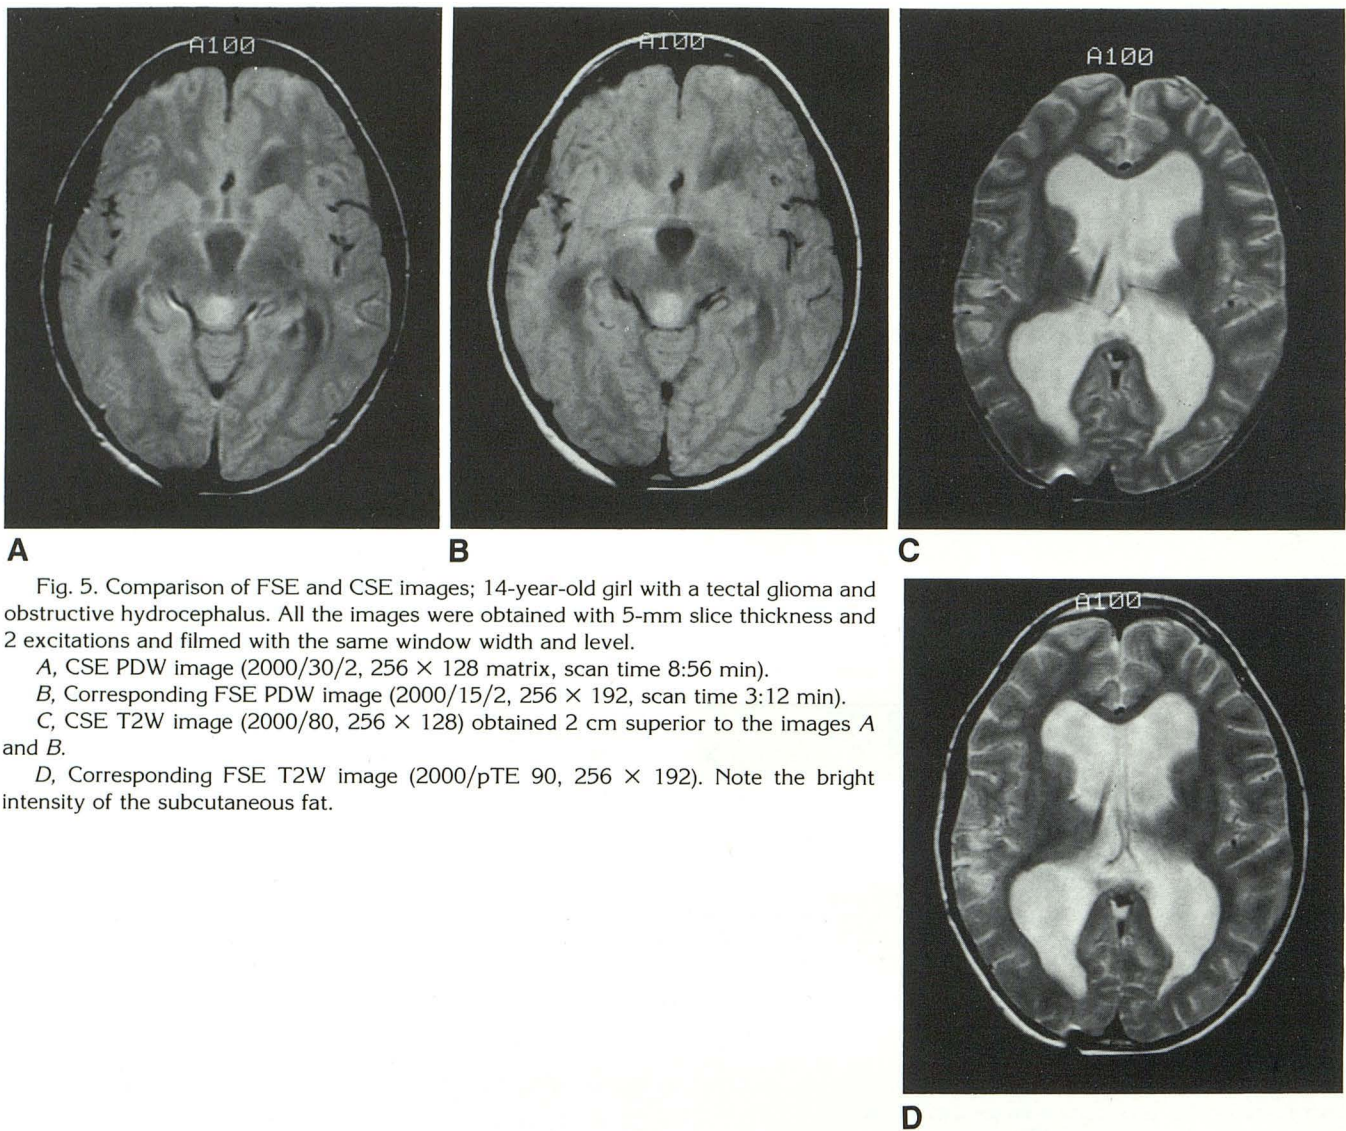 A100
A100
A100
A
B
C
Fig. 5. Comparison of FSE and CSE images; 14-year-old girl with a tectal glioma and
obstructive hydrocephalus. All the images were obtained with 5-mm slice thickness and
2 excitations and filmed with the same window width and level.
A, CSE PDW image (2000/30/2, 256 × 128 matrix, scan time 8:56 min).
B, Corresponding FSE PDW image (2000/15/2, 256 × 192, scan time 3:12 min).
C, CSE T2W image (2000/80, 256 × 128) obtained 2 cm superior to the images A
and B.
D, Corresponding FSE T2W image (2000/pTE 90, 256 × 192). Note the bright
intensity of the subcutaneous fat.
A100
D